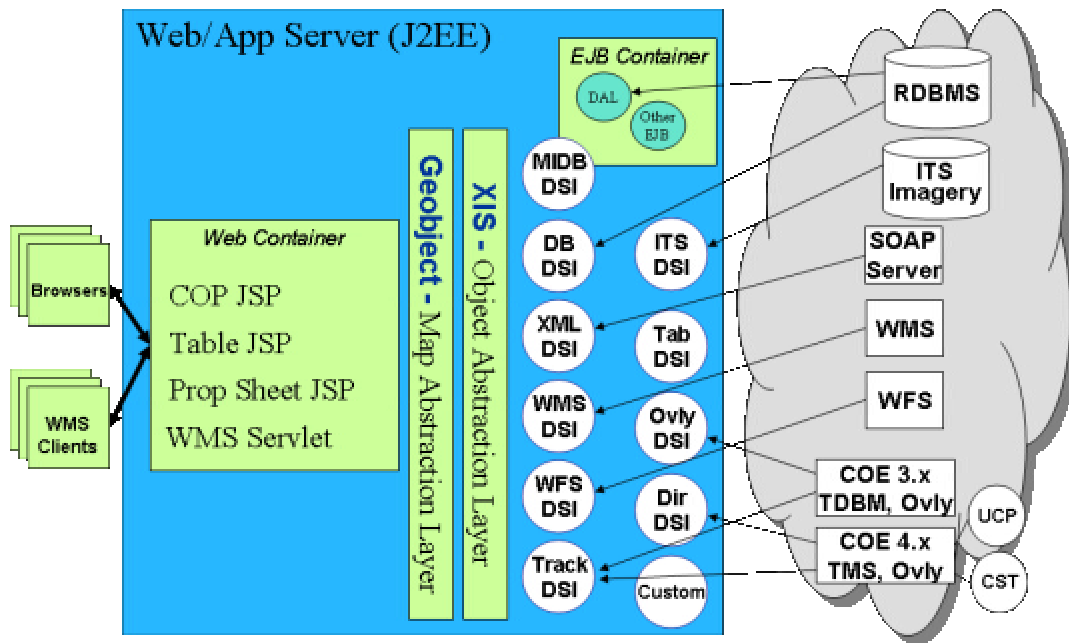 Web/App Server (J2EE)
EJB Container
DAL
Other
EJB
RDBMS
ITS
Imagery
SOAP
Server
WMS
WFS
COE 3.x
TDBM, Ovly
COE 4.x
TMS, Ovly
UCP
CST
MIDB
DSI
DB
DSI
XML
DSI
WMS
DSI
WFS
DSI
Track
DSI
ITS
DSI
Tab
DSI
Ovly
DSI
Dir
DSI
Custom
Geobject - Map Abstraction Layer
XIS - Object Abstraction Layer
Web Container
COP JSP
Table JSP
Prop Sheet JSP
WMS Servlet
Browsers
WMS
Clients